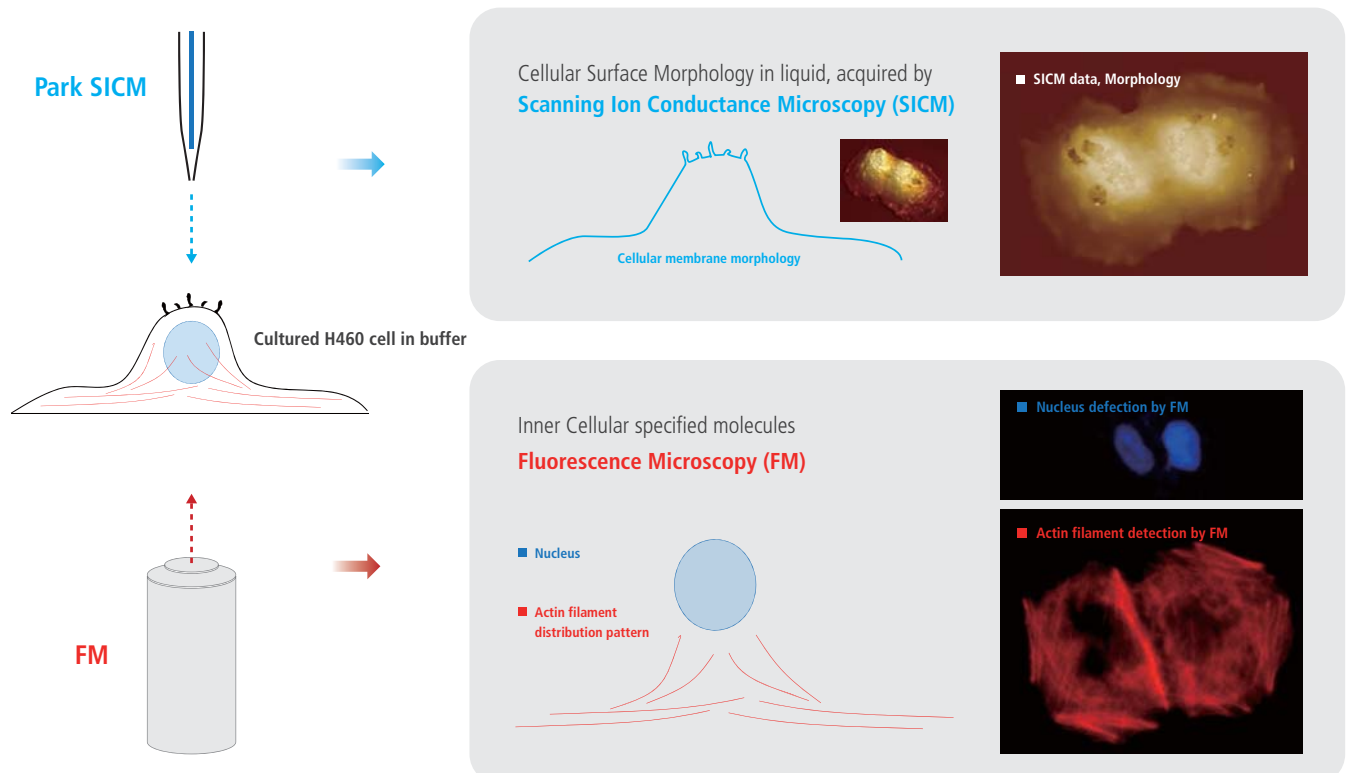 Park SICM
Cellular Surface Morphology in liquid, acquired by
Scanning Ion Conductance Microscopy (SICM)
Cellular membrane morphology
SICM data, Morphology
Cultured H460 cell in buffer
FM
Inner Cellular specified molecules
Fluorescence Microscopy (FM)
Nucleus
Actin filament
distribution pattern
Nucleus defection by FM
Actin filament detection by FM